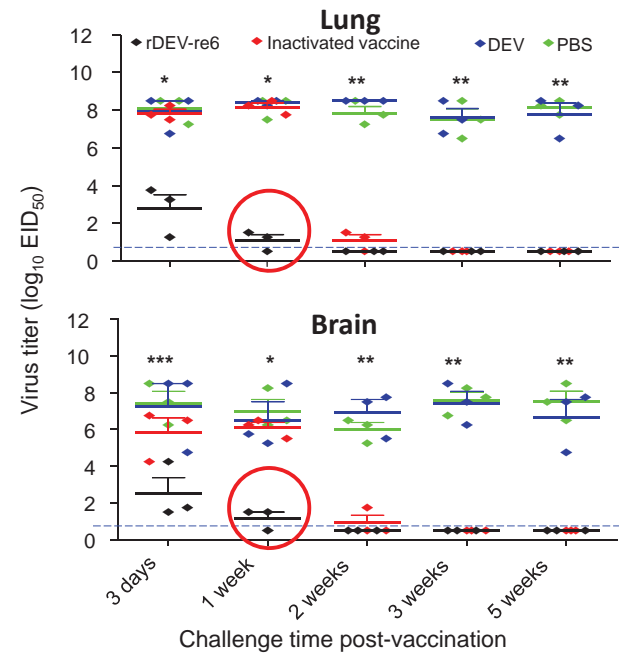 Lung
rDEV-re6 Inactivated vaccine DEV PBS
* * ** ** **
12
10
8
6
4
2
0
Brain
*** * ** ** **
12
10
8
6
4
2
0
Virus titer (log10 EID50)
3 days 1 week 2 weeks 3 weeks 5 weeks
Challenge time post-vaccination